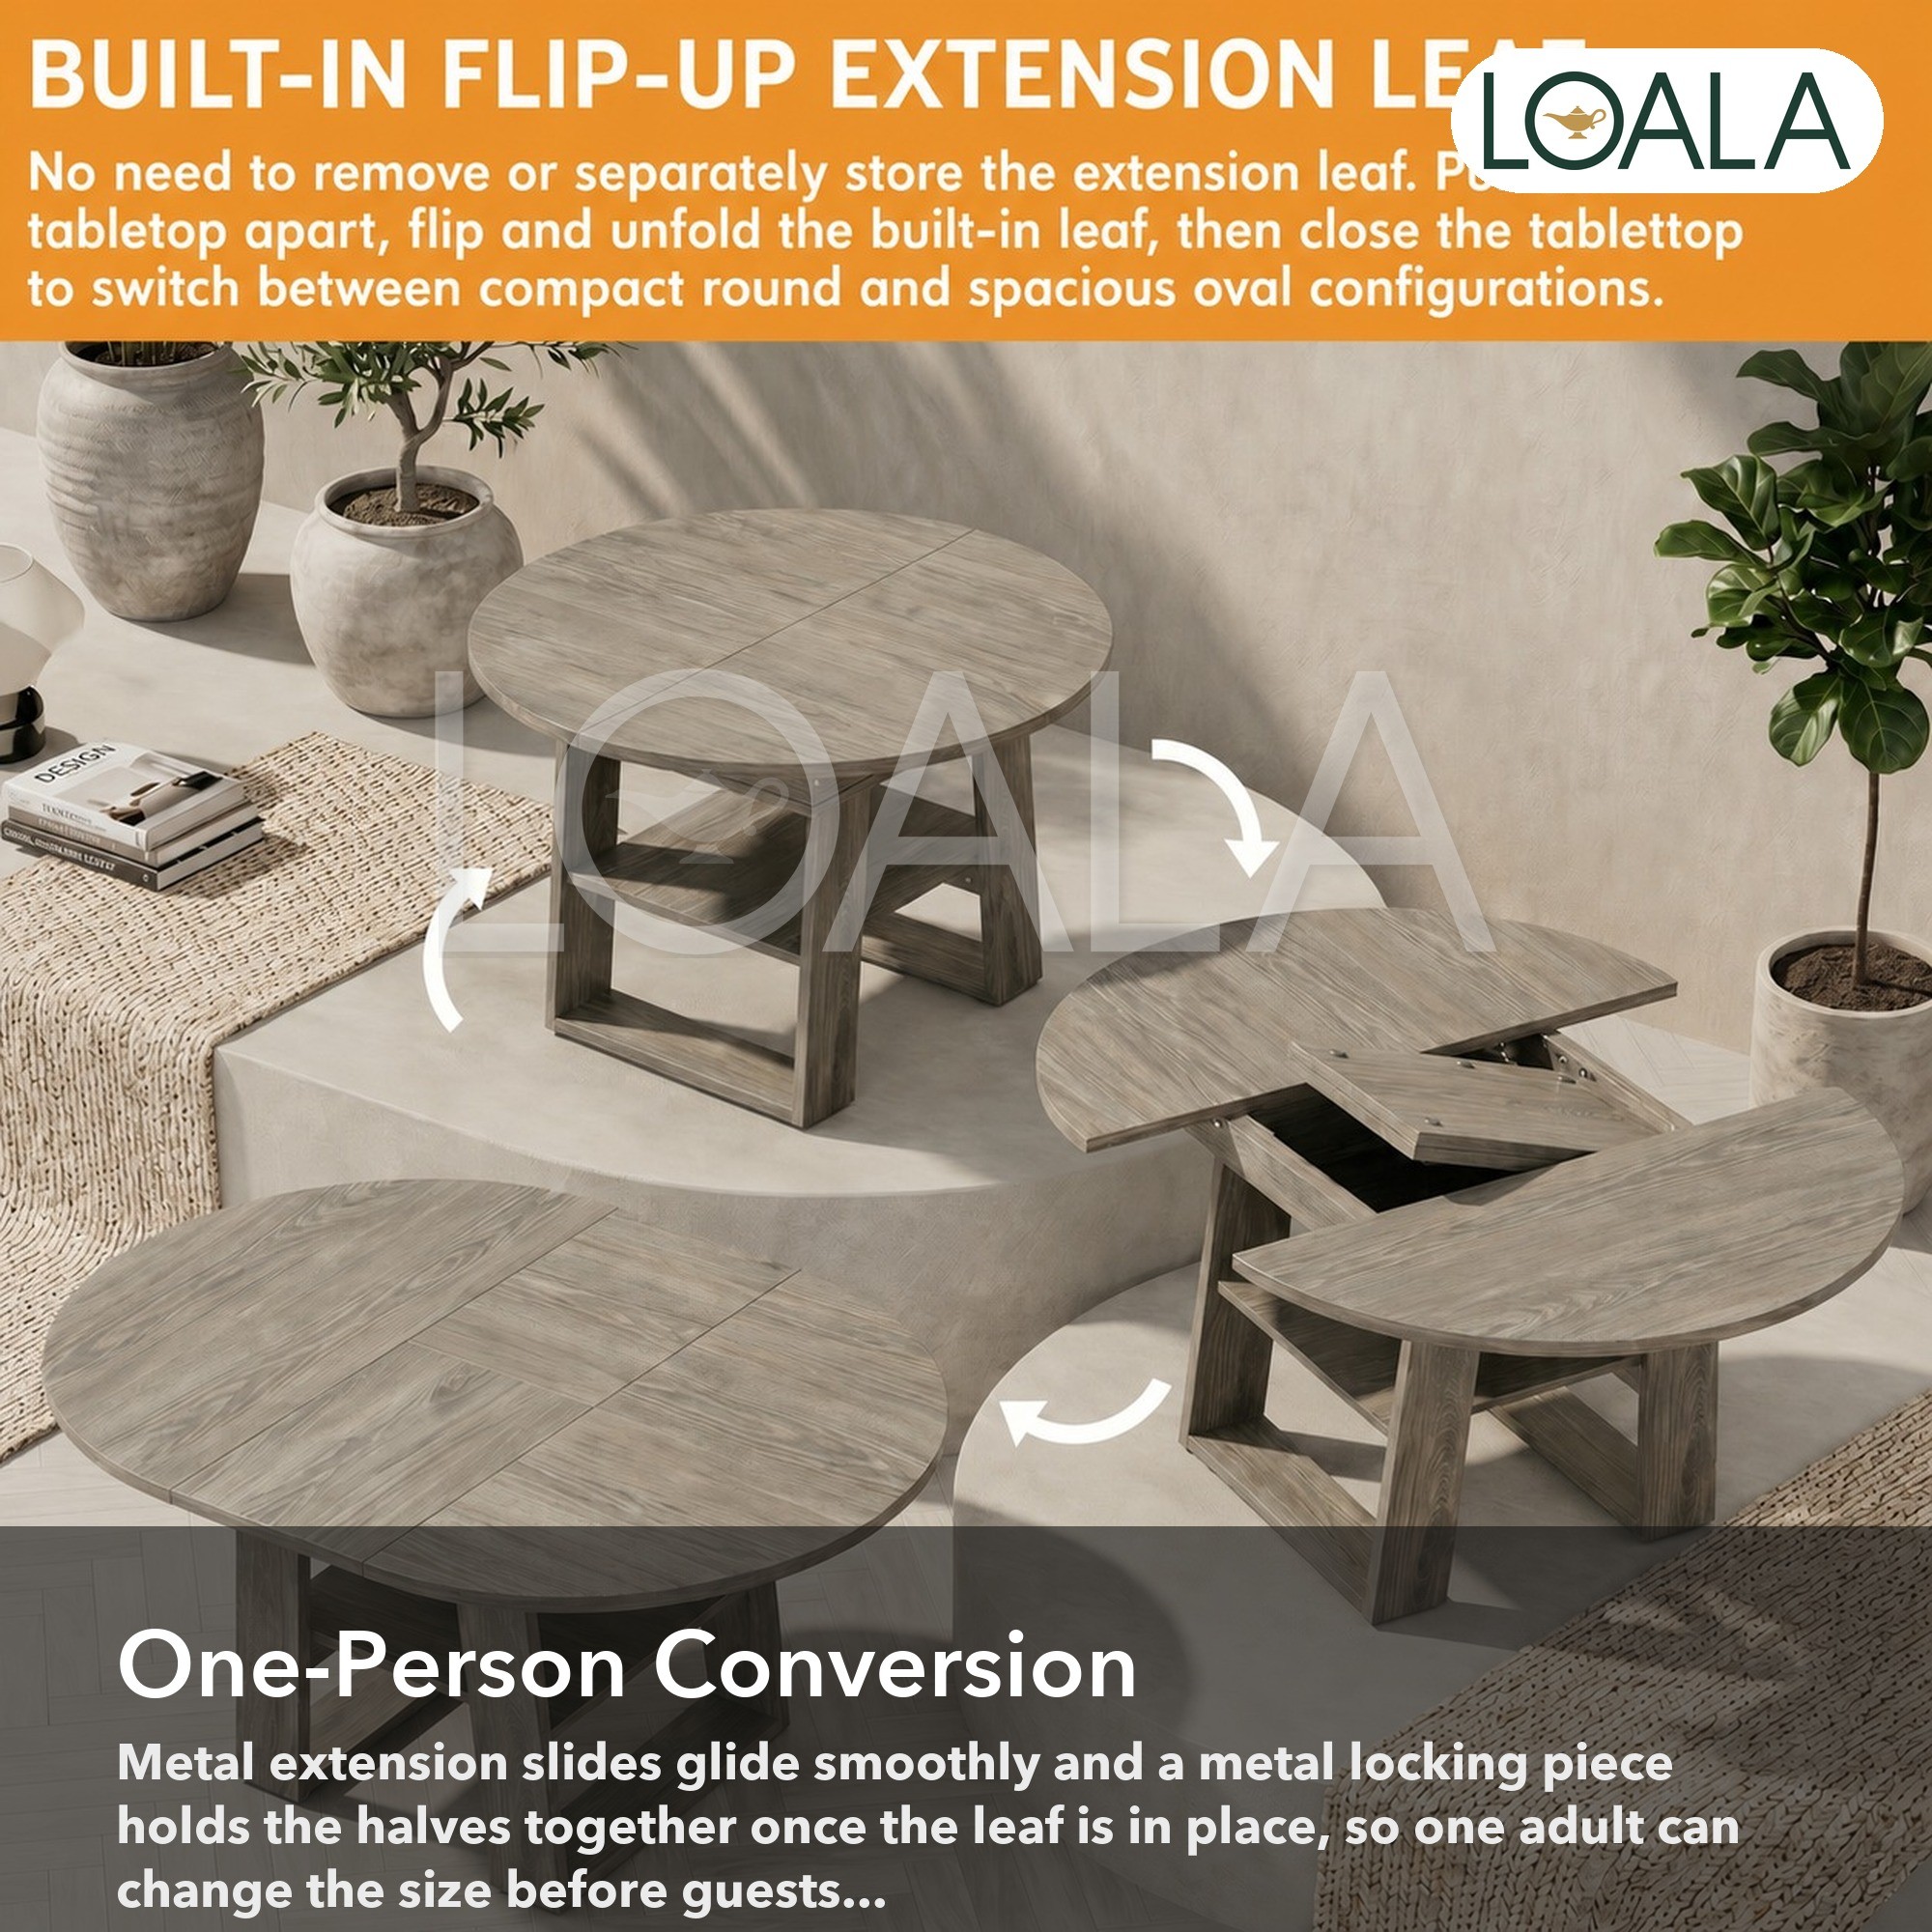 BUILT-IN FLIP-UP EXTENSION
LOALA
No need to remove or separately store the extension leaf.
tabletop apart, flip and unfold the built-in leaf, then close the tablettop
to switch between compact round and spacious oval configurations.
DESIGN
LOALA
One-Person Conversion
Metal extension slides glide smoothly and a metal locking piece
holds the halves together once the leaf is in place, so one adult can
change the size before guests...